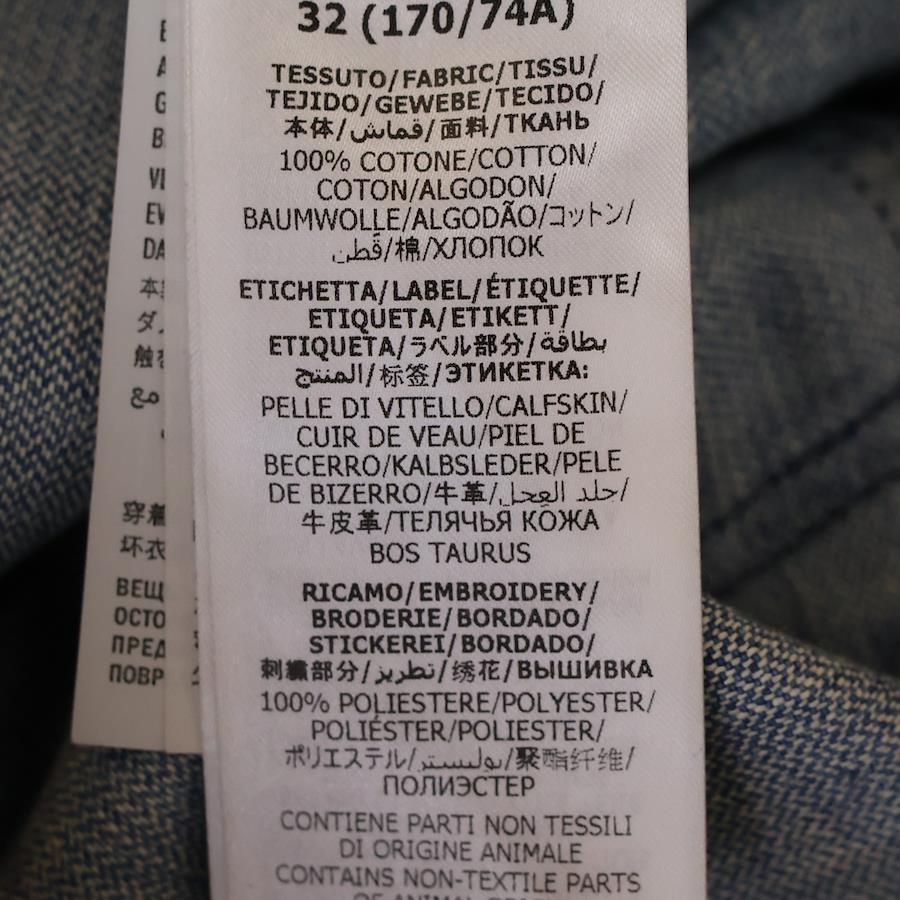 32 (170/74A)
TESSUTO/FABRIC/TISSU/
TEJIDO/GEWEBE/TECIDO/
本体/قماش/面料/ТКАНЬ
100% COTONE/COTTON/
COTON/ALGODON/
BAUMWOLLE/ALGODÃO/コットン/
قطن/棉/ХЛОПОК
ETICHETTA/LABEL/ÉTIQUETTE/
ETIQUETA/ETIKETT/
ETIQUETA/ラベル部分/بطاقة
المنتج/标签/ЭТИКЕТКА:
PELLE DI VITELLO/CALFSKIN/
CUIR DE VEAU/PIEL DE
BECERRO/KALBSLEDER/PELE
DE BIZERRO/牛革/جلد العجل/
牛皮革/ТЕЛЯЧЬЯ КОЖА
BOS TAURUS
RICAMO/EMBROIDERY/
BRODERIE/BORDADO/
STICKEREI/BORDADO/
刺繍部分/تطريز/绣花/ВЫШИВКА
100% POLIESTERE/POLYESTER/
POLIÉSTER/POLIESTER/
ポリエステル/بوليستر/聚酯纤维/
ПОЛИЭСТЕР
CONTIENE PARTI NON TESSILI
DI ORIGINE ANIMALE
CONTAINS NON-TEXTILE PARTS